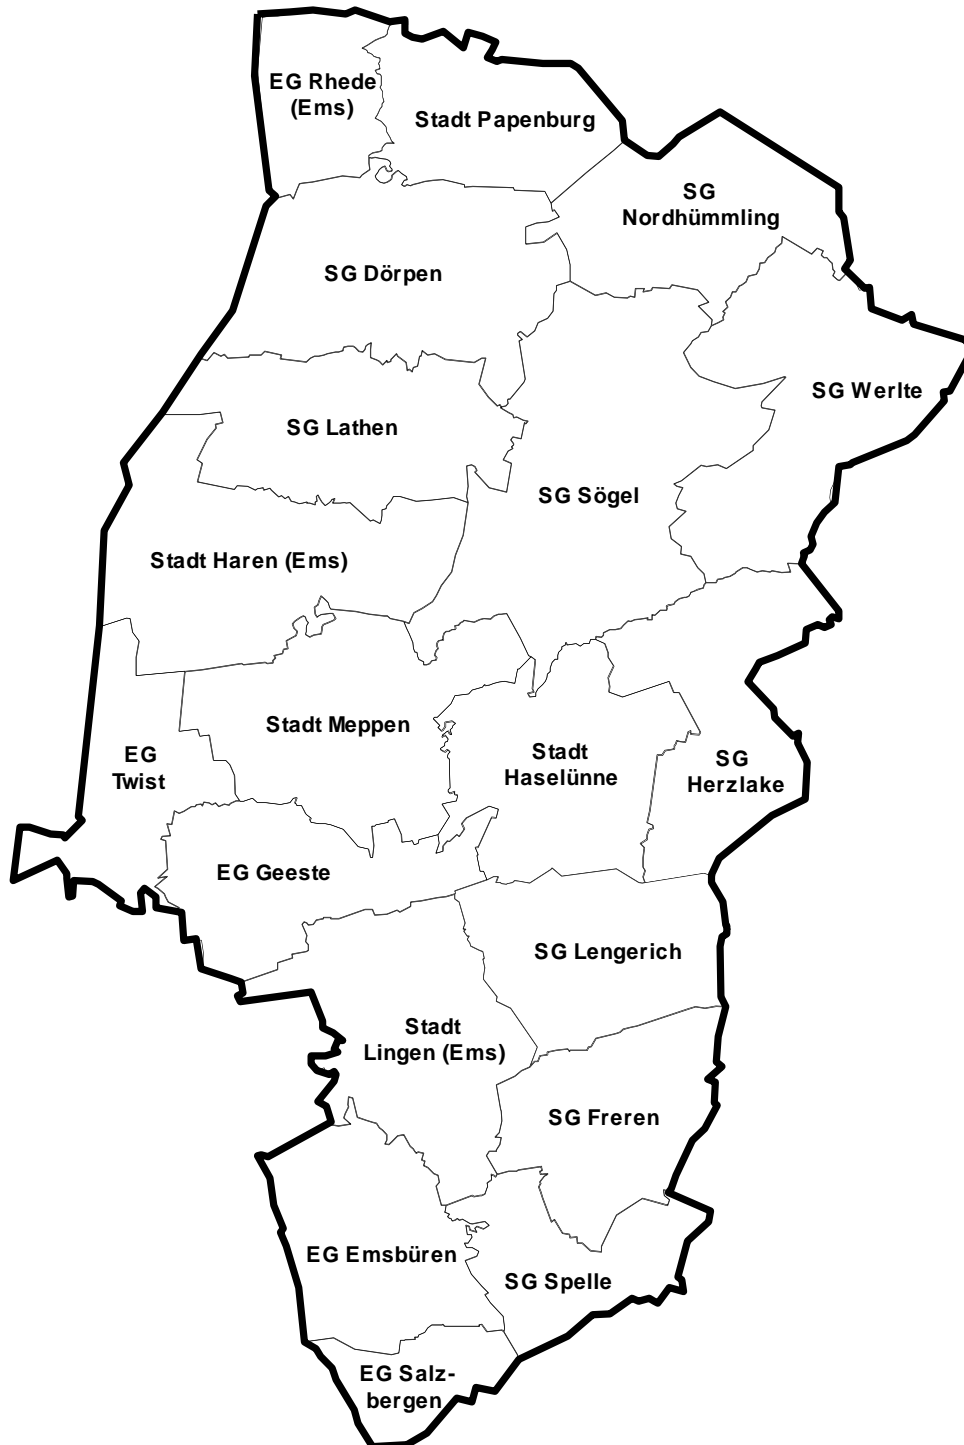 EG Rhede
(Ems)
Stadt Papenburg
SG
Nordhümmling
SG Dörpen
SG Werlte
SG Lathen
SG Sögel
Stadt Haren (Ems)
Stadt Meppen
EG
Twist
Stadt
Haselünne
SG
Herzlake
EG Geeste
SG Lengerich
Stadt
Lingen (Ems)
SG Freren
EG Emsbüren
SG Spelle
EG Salz-
bergen